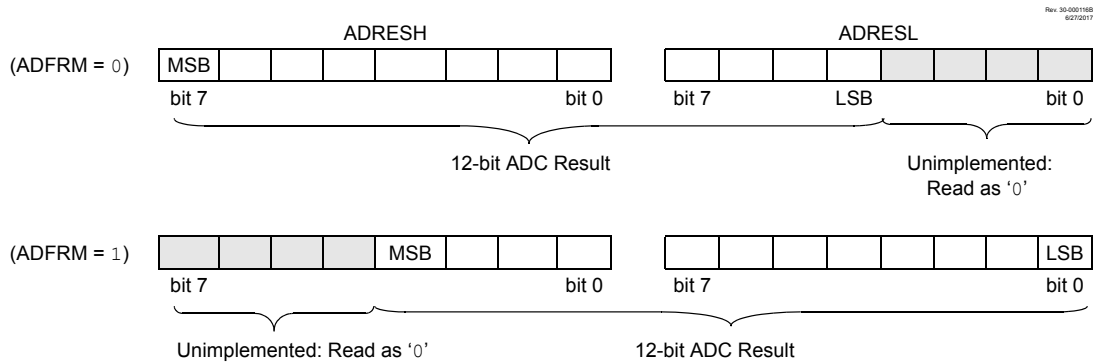 Rev. 30-000116B
6/27/2017
ADRESH ADRESL
(ADFRM = 0) MSB
bit 7 bit 0 bit 7 LSB bit 0
12-bit ADC Result Unimplemented:
Read as ‘0’
(ADFRM = 1) MSB LSB
bit 7 bit 0 bit 7 bit 0
Unimplemented: Read as ‘0’ 12-bit ADC Result